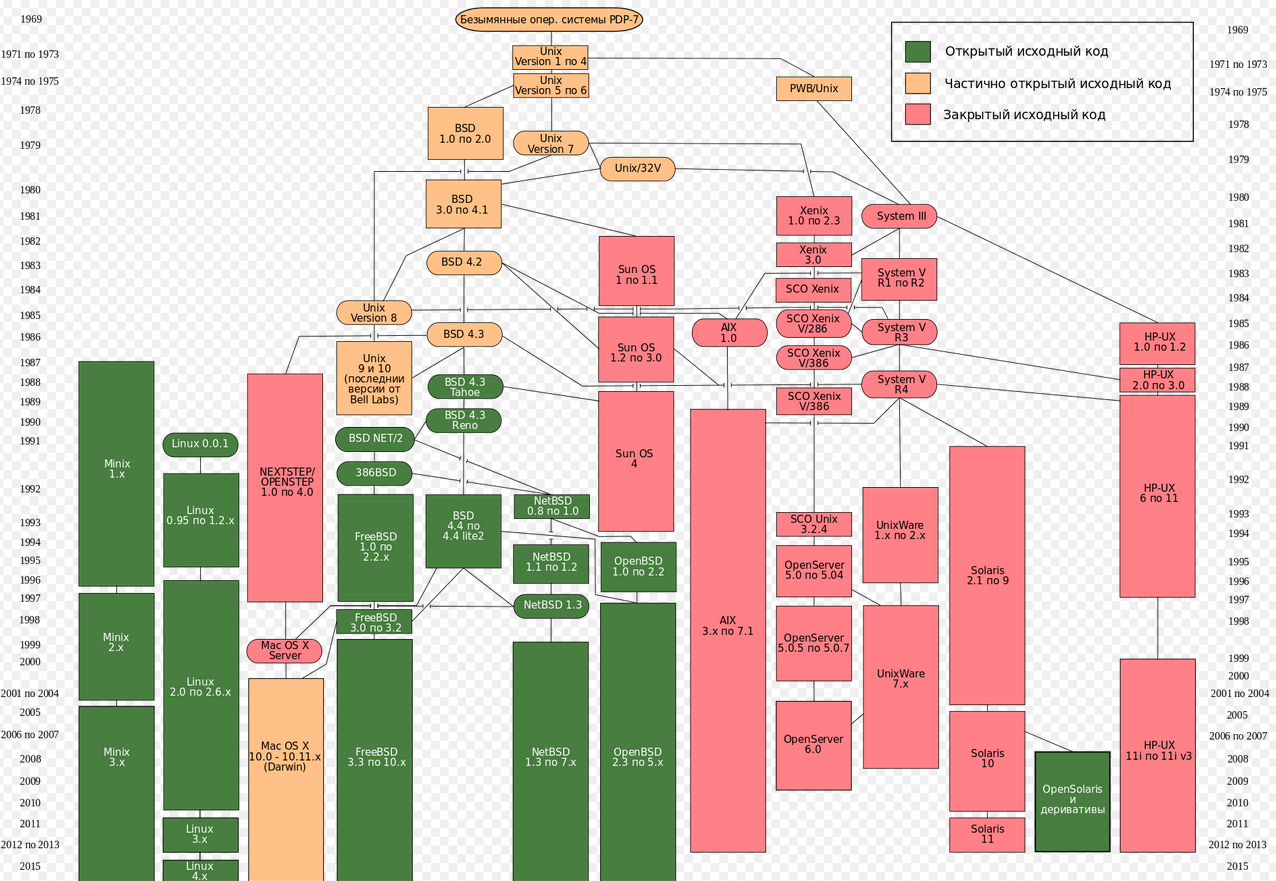 Безымянные опер. системы PDP-7
Unix
Version 1 по 4
Unix
Version 5 по 6
PWB/Unix
BSD
1.0 по 2.0
Unix
Version 7
Unix/32V
BSD
3.0 по 4.1
Xenix
1.0 по 2.3
System III
Sun OS
1 по 1.1
Xenix
3.0
BSD 4.2
System V
R1 по R2
SCO Xenix
Unix
Version 8
SCO Xenix
V/286
AIX
1.0
System V
R3
BSD 4.3
Sun OS
1.2 по 3.0
HP-UX
1.0 по 1.2
SCO Xenix
V/386
Unix
9 и 10
(последнии
версии от
Bell Labs)
HP-UX
2.0 по 3.0
BSD 4.3
Tahoe
System V
R4
SCO Xenix
V/386
BSD 4.3
Reno
BSD NET/2
Linux 0.0.1
Minix
1.x
386BSD
NEXTSTEP/
OPENSTEP
1.0 по 4.0
Sun OS
4
HP-UX
6 по 11
Linux
0.95 по 1.2.x
NetBSD
0.8 по 1.0
BSD
4.4 по
4.4 lite2
SCO Unix
3.2.4
UnixWare
1.x по 2.x
FreeBSD
1.0 по
2.2.x
NetBSD
1.1 по 1.2
OpenBSD
1.0 по 2.2
OpenServer
5.0 по 5.04
Solaris
2.1 по 9
NetBSD 1.3
FreeBSD
3.0 по 3.2
AIX
3.x по 7.1
Minix
2.x
Mac OS X
Server
OpenServer
5.0.5 по 5.0.7
Linux
2.0 по 2.6.x
UnixWare
7.x
Minix
3.x
Mac OS X
10.0 - 10.11.x
(Darwin)
FreeBSD
3.3 по 10.x
NetBSD
1.3 по 7.x
OpenBSD
2.3 по 5.x
OpenServer
6.0
Solaris
10
HP-UX
11i по 11i v3
OpenSolaris
и
деривативы
Linux
3.x
Solaris
11
Linux
4.x
Открытый исходный код
Частично открытый исходный код
Закрытый исходный код
1969
1971 по 1973
1974 по 1975
1978
1979
1980
1981
1982
1983
1984
1985
1986
1987
1988
1989
1990
1991
1992
1993
1994
1995
1996
1997
1998
1999
2000
2001 по 2004
2005
2006 по 2007
2008
2009
2010
2011
2012 по 2013
2015
1969
1971 по 1973
1974 по 1975
1978
1979
1980
1981
1982
1983
1984
1985
1986
1987
1988
1989
1990
1991
1992
1993
1994
1995
1996
1997
1998
1999
2000
2001 по 2004
2005
2006 по 2007
2008
2009
2010
2011
2012 по 2013
2015